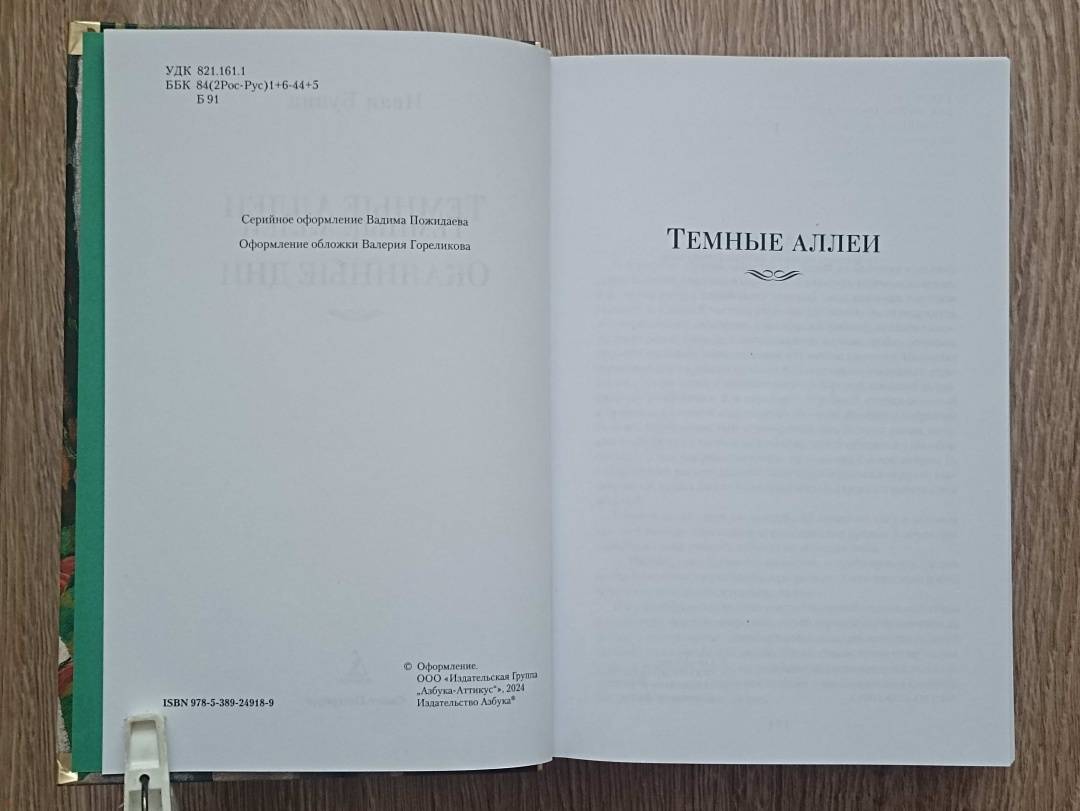 УДК 821.161.1
ББК 84(2Рос-Рус)1+6-44+5
Б 91
Серийное оформление Вадима Пожидаева
Оформление обложки Валерия Гореликова
© Оформление.
ООО «Издательская Группа
„Азбука-Аттикус“», 2024
Издательство Азбука®
ISBN 978-5-389-24918-9
ТЕМНЫЕ АЛЛЕИ